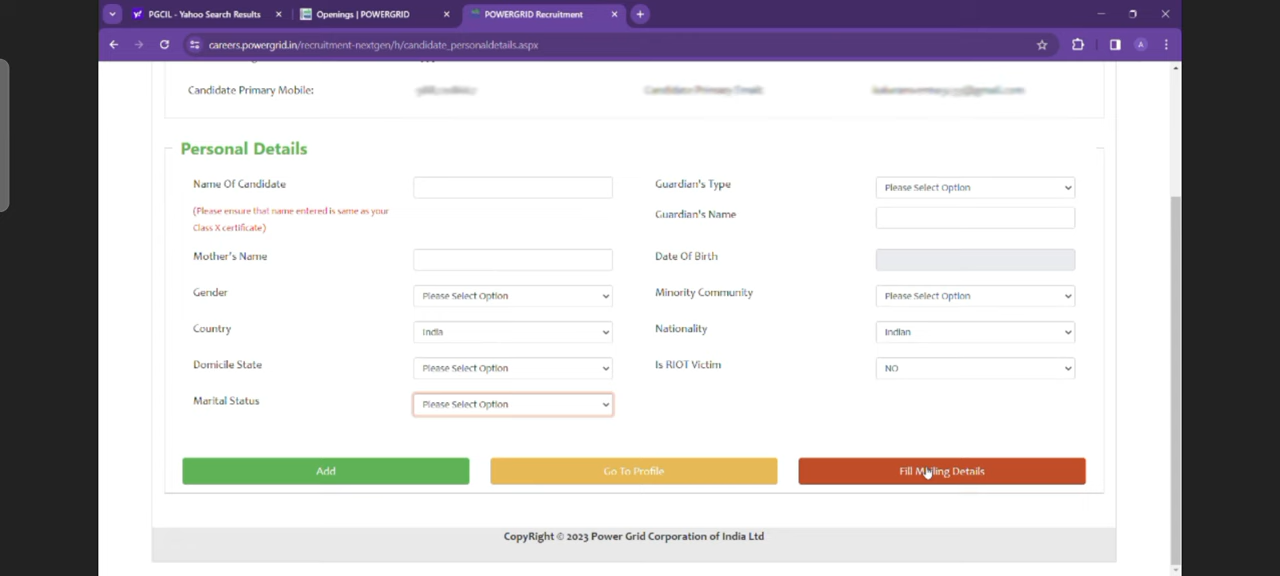 PGCIL - Yahoo Search Results
Openings | POWERGRID
POWERGRID Recruitment
careers.powergrid.in/recruitment-nextgen/h/candidate_personaldetails.aspx
A
Candidate Primary Mobile:
Candidate Primary Email:
Personal Details
Name Of Candidate
Guardian's Type
Please Select Option
(Please ensure that name entered is same as your
Class X certificate)
Guardian's Name
Mother's Name
Date Of Birth
Gender
Please Select Option
Minority Community
Please Select Option
Country
India
Nationality
Indian
Domicile State
Please Select Option
Is RIOT Victim
NO
Marital Status
Please Select Option
Add
Go To Profile
Fill Mailing Details
CopyRight © 2023 Power Grid Corporation of India Ltd